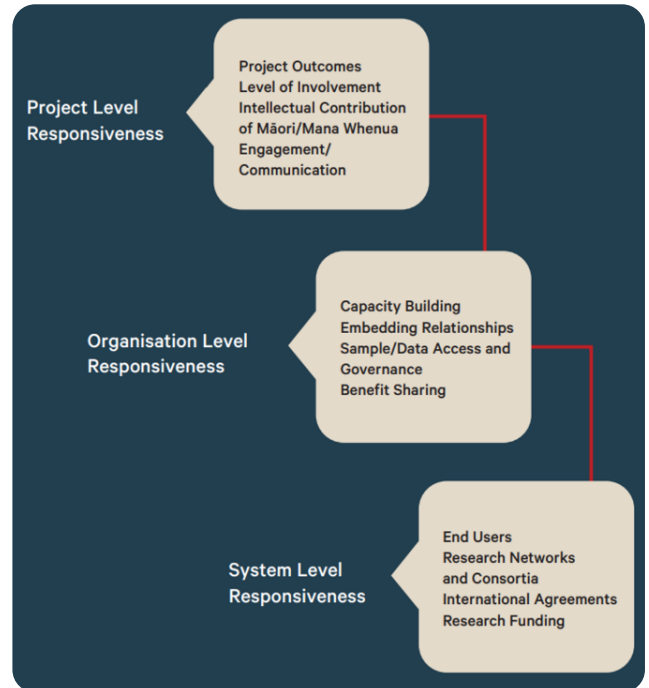 Project Level
Responsiveness
Project Outcomes
Level of Involvement
Intellectual Contribution
of Māori/Mana Whenua
Engagement/
Communication
Organisation Level
Responsiveness
Capacity Building
Embedding Relationships
Sample/Data Access and
Governance
Benefit Sharing
System Level
Responsiveness
End Users
Research Networks
and Consortia
International Agreements
Research Funding